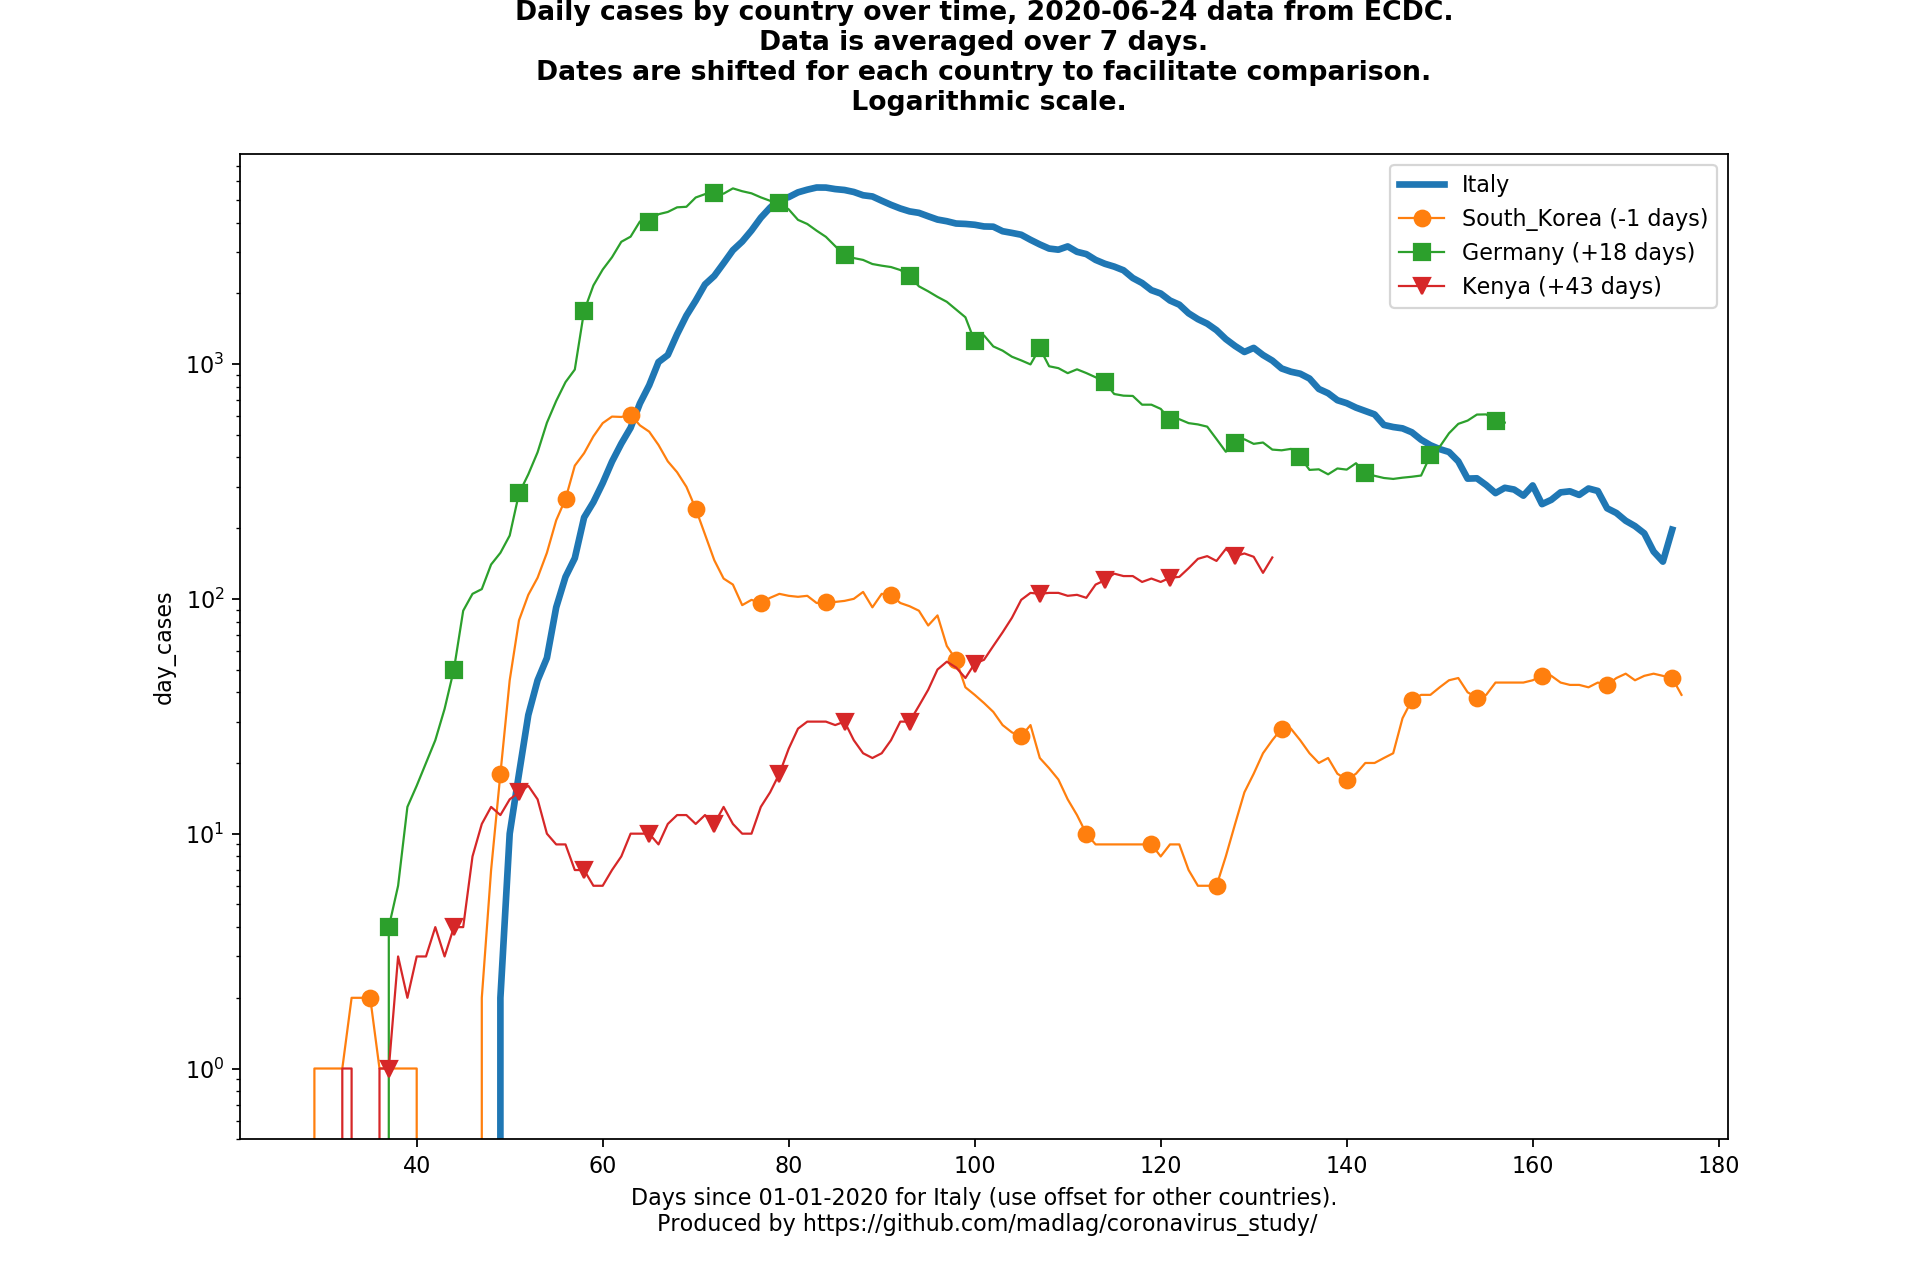 Daily cases by country over time, 2020-06-24 data from ECDC.
Data is averaged over 7 days.
Dates are shifted for each country to facilitate comparison.
Logarithmic scale.
Italy
South_Korea (-1 days)
Germany (+18 days)
Kenya (+43 days)
day_cases
10³
10²
10¹
10⁰
40 60 80 100 120 140 160 180
Days since 01-01-2020 for Italy (use offset for other countries).
Produced by https://github.com/madlag/coronavirus_study/